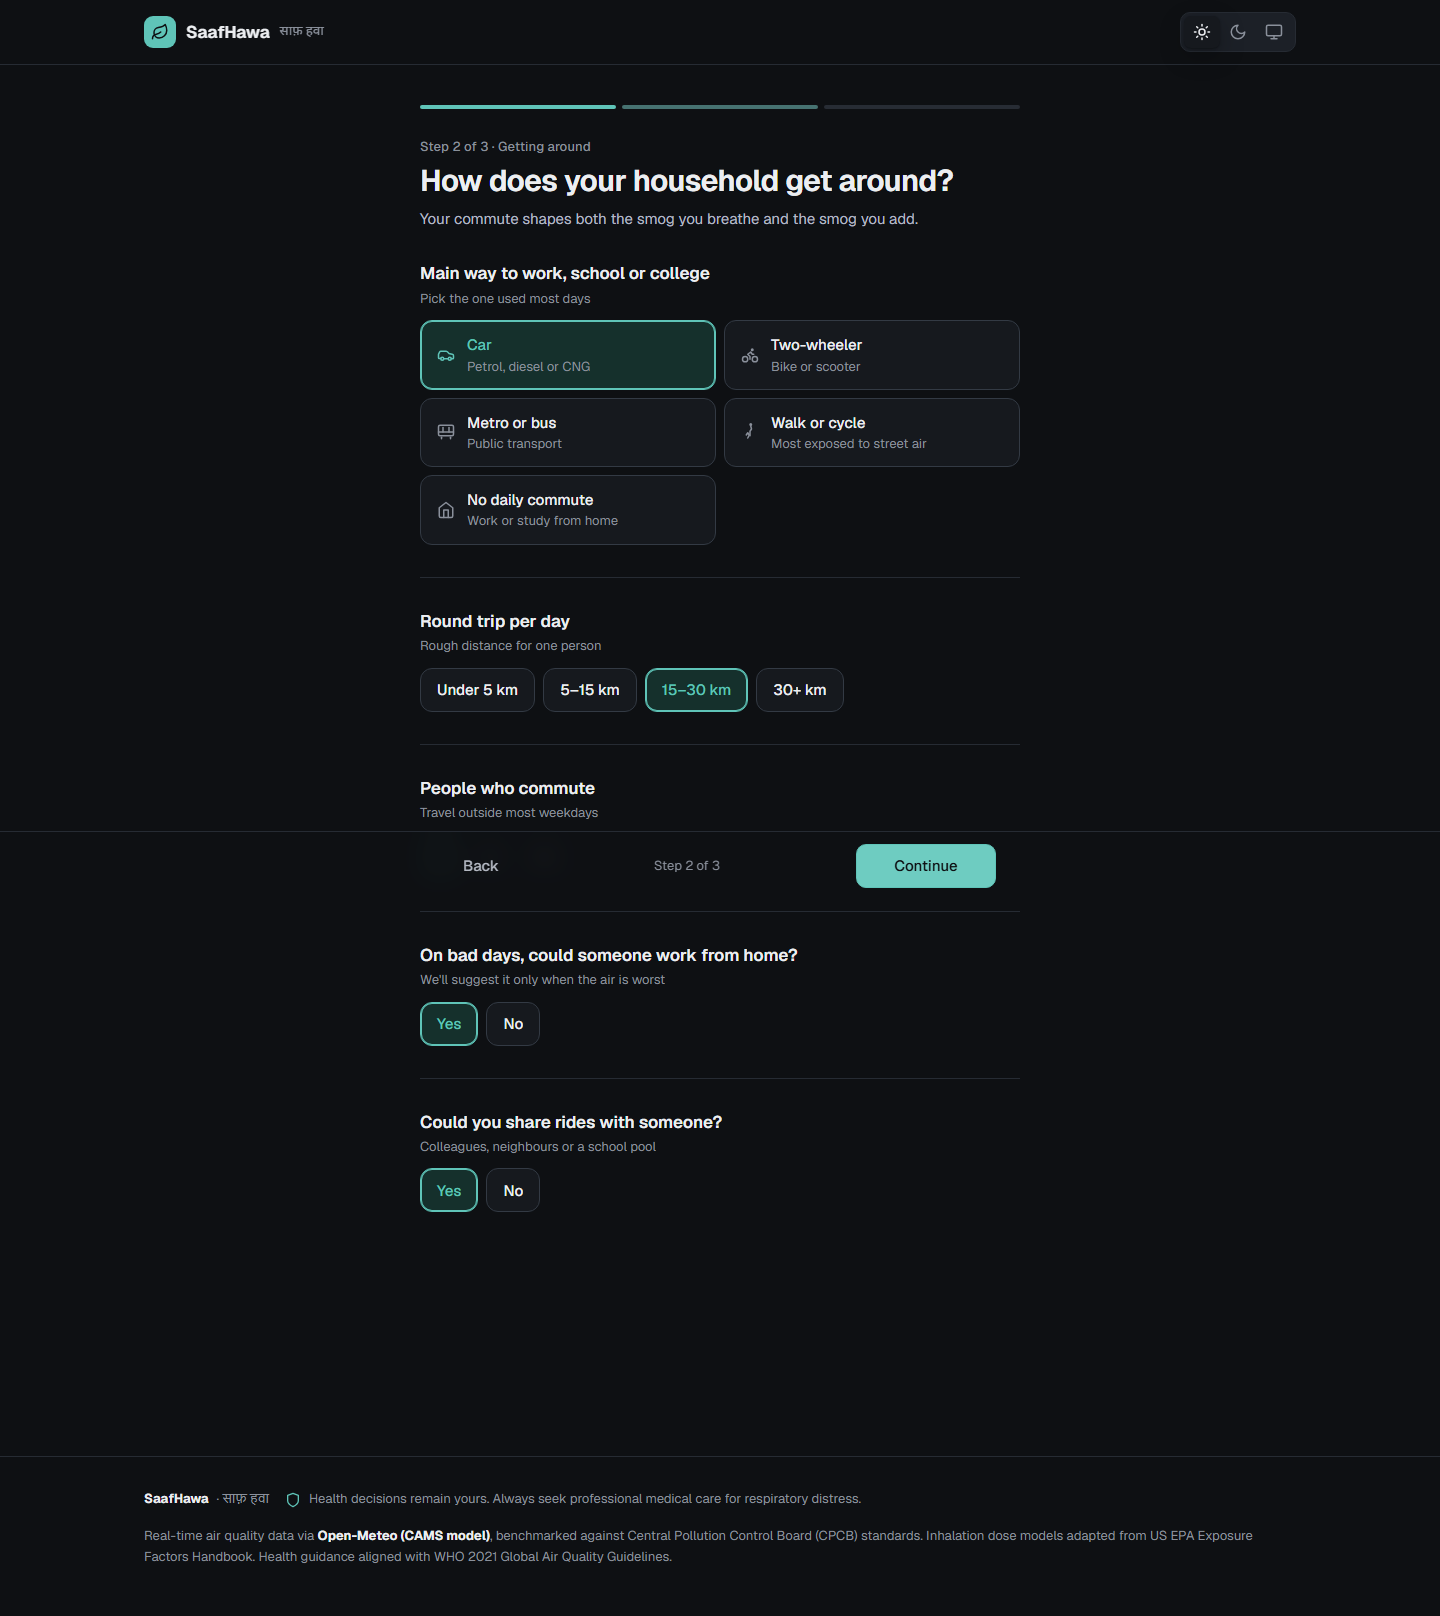 SaafHawa साफ़ हवा
Step 2 of 3 · Getting around
How does your household get around?
Your commute shapes both the smog you breathe and the smog you add.
Main way to work, school or college
Pick the one used most days
Car
Petrol, diesel or CNG
Two-wheeler
Bike or scooter
Metro or bus
Public transport
Walk or cycle
Most exposed to street air
No daily commute
Work or study from home
Round trip per day
Rough distance for one person
Under 5 km 5–15 km 15–30 km 30+ km
People who commute
Travel outside most weekdays
Back Step 2 of 3 Continue
On bad days, could someone work from home?
We'll suggest it only when the air is worst
Yes No
Could you share rides with someone?
Colleagues, neighbours or a school pool
Yes No
SaafHawa · साफ़ हवा Health decisions remain yours. Always seek professional medical care for respiratory distress.
Real-time air quality data via Open-Meteo (CAMS model), benchmarked against Central Pollution Control Board (CPCB) standards. Inhalation dose models adapted from US EPA Exposure
Factors Handbook. Health guidance aligned with WHO 2021 Global Air Quality Guidelines.